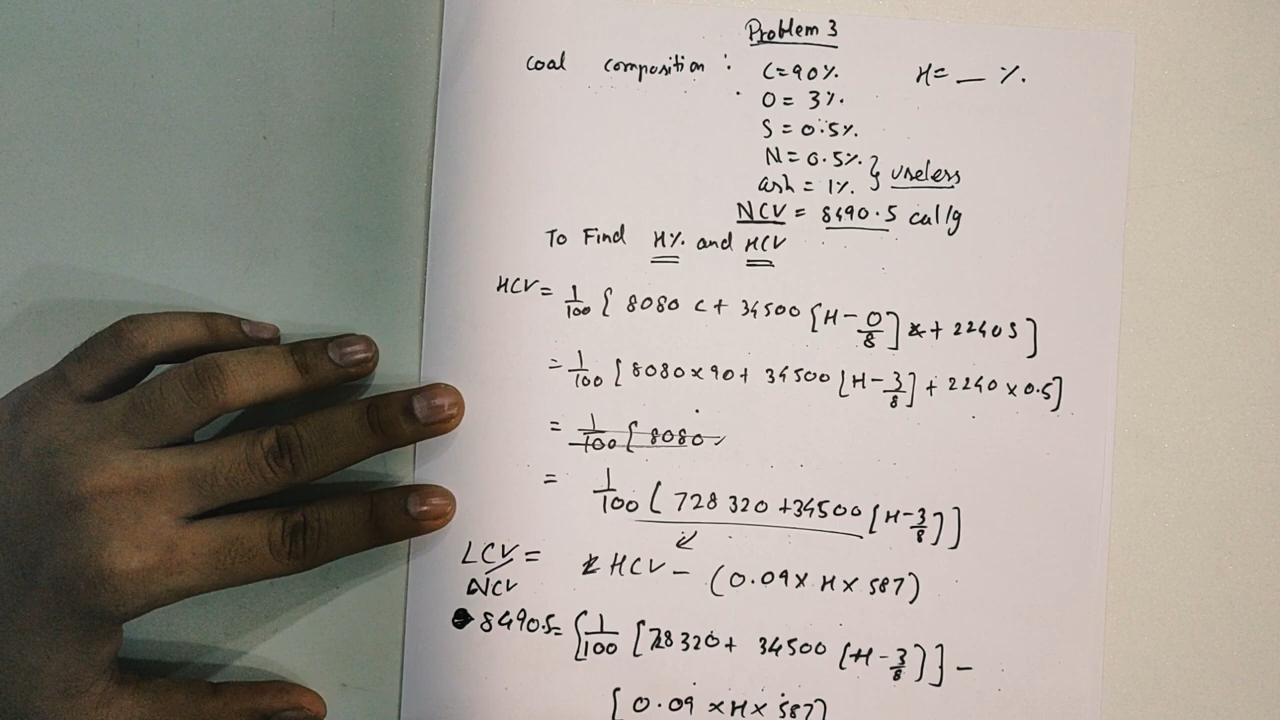 Problem 3
coal composition : C=90%. H= __ %.
O = 3%.
S = 0.5%.
N = 0.5%. } useless
ash = 1%.
NCV = 8490.5 cal/g
To Find H% and HCV
HCV = 1/100 { 8080 C + 34500 [H - O/8] + 2240 S ]
= 1/100 [ 8080 × 90 + 34500 [H - 3/8] + 2240 × 0.5]
= 1/100 [ 8080
= 1/100 ( 728 320 + 34500 [H - 3/8)]
LCV/NCV = HCV - (0.09 × H × 587)
8490.5 = {1/100 [728320 + 34500 [H - 3/8)]} -
[ 0.09 × H × 587)